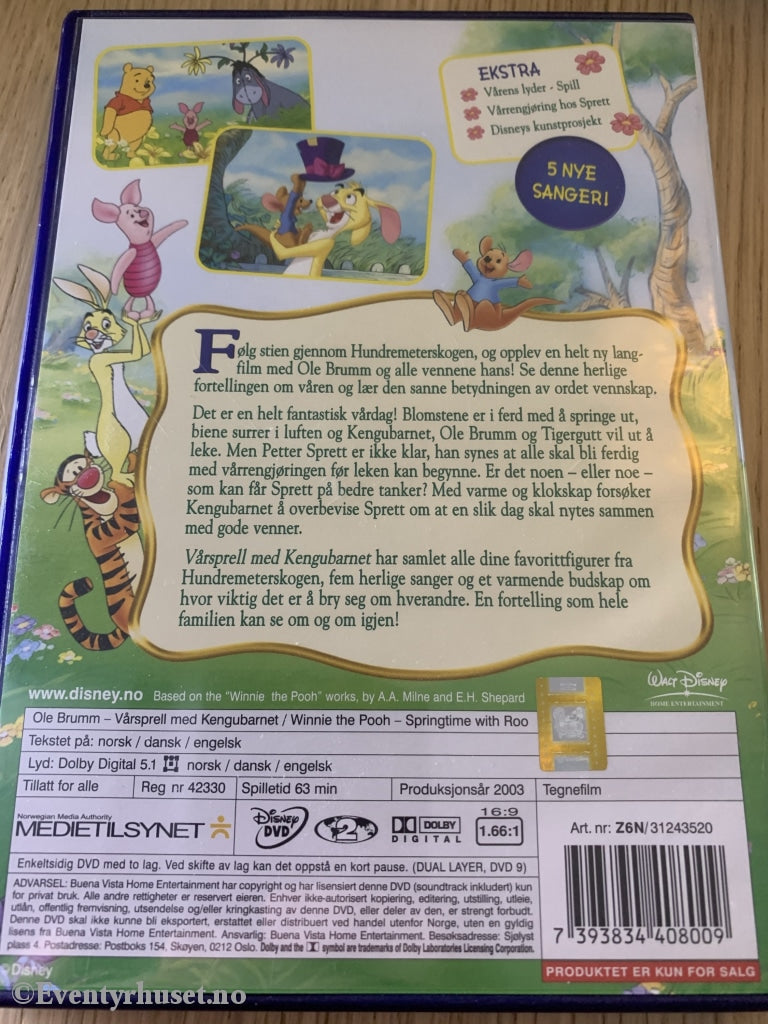 EKSTRA
Vårens lyder - Spill
Vårrengjøring hos Sprett
Disneys kunstprosjekt
5 NYE
SANGER!
Følg stien gjennom Hundremeterskogen, og opplev en helt ny lang-
film med Ole Brumm og alle vennene hans! Se denne herlige
fortellingen om våren og lær den sanne betydningen av ordet vennskap.
Det er en helt fantastisk vårdag! Blomstene er i ferd med å springe ut,
biene surrer i luften og Kengubarnet, Ole Brumm og Tigergutt vil ut å
leke. Men Petter Sprett er ikke klar, han synes at alle skal bli ferdig
med vårrengjøringen før leken kan begynne. Er det noen – eller noe –
som kan får Sprett på bedre tanker? Med varme og klokskap forsøker
Kengubarnet å overbevise Sprett om at en slik dag skal nytes sammen
med gode venner.
Vårsprell med Kengubarnet har samlet alle dine favorittfigurer fra
Hundremeterskogen, fem herlige sanger og et varmende budskap om
hvor viktig det er å bry seg om hverandre. En fortelling som hele
familien kan se om og om igjen!
www.disney.no Based on the "Winnie the Pooh" works, by A.A. Milne and E.H. Shepard
WALT DISNEY
HOME ENTERTAINMENT
Ole Brumm – Vårsprell med Kengubarnet / Winnie the Pooh – Springtime with Roo
Tekstet på: norsk / dansk / engelsk
Lyd: Dolby Digital 5.1 norsk / dansk / engelsk
Tillatt for alle Reg nr 42330 Spilletid 63 min Produksjonsår 2003 Tegnefilm
Norwegian Media Authority
MEDIETILSYNET
DISNEY DVD
2
DOLBY
DIGITAL
16:9
1.66:1
Art. nr: Z6N/31243520
Enkeltsidig DVD med to lag. Ved skifte av lag kan det oppstå en kort pause. (DUAL LAYER, DVD 9)
ADVARSEL: Buena Vista Home Entertainment har copyright og har lisensiert denne DVD (soundtrack inkludert) kun
for privat bruk. Alle andre rettigheter er reservert eieren. Enhver ikke-autorisert kopiering, editering, utstilling, utleie,
utlån, offentlig fremvisning, utsendelse og/eller kringkasting av denne DVD, eller deler av den, er strengt forbudt.
Denne DVD skal ikke kunne bli eksportert, erstattet eller distribuert ved handel utenfor Norge, uten en gyldig
lisens fra Buena Vista Home Entertainment. Ansvarlig: Buena Vista Home Entertainment. Besøksadresse: Sjølyst
plass 4. Postadresse: Postboks 154, Skøyen, 0212 Oslo. Dolby and the symbol are trademarks of Dolby Laboratories Licensing Corporation.
7 393834 408009
PRODUKTET ER KUN FOR SALG
©Disney
©Eventyrhuset.no